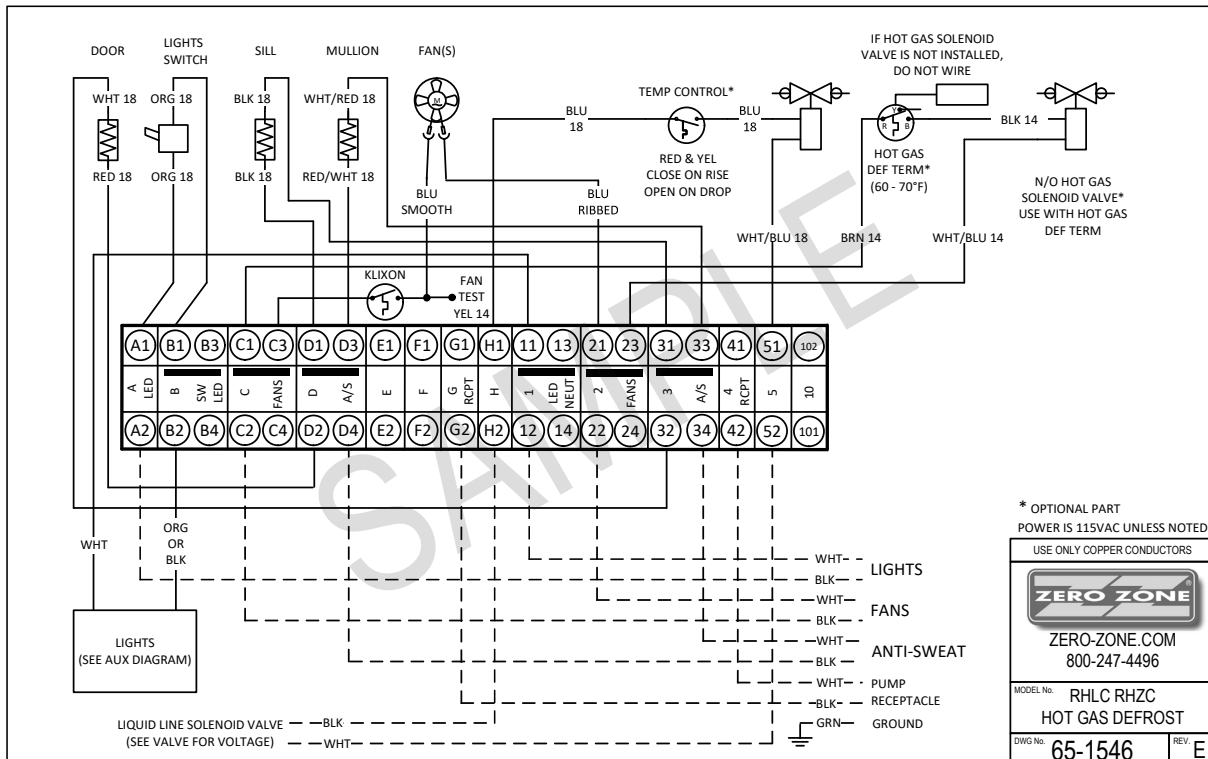 DOOR
LIGHTS
SWITCH
SILL
MULLION
FAN(S)
IF HOT GAS SOLENOID
VALVE IS NOT INSTALLED,
DO NOT WIRE
WHT 18
ORG 18
BLK 18
WHT/RED 18
M
BLU
18
TEMP CONTROL*
BLU
18
R
Y
B
BLK 14
RED 18
ORG 18
BLK 18
RED/WHT 18
BLU
SMOOTH
BLU
RIBBED
RED & YEL
CLOSE ON RISE
OPEN ON DROP
HOT GAS
DEF TERM*
(60 - 70°F)
N/O HOT GAS
SOLENOID VALVE*
USE WITH HOT GAS
DEF TERM
WHT/BLU 18
BRN 14
WHT/BLU 14
KLIXON
FAN
TEST
YEL 14
A1 B1 B3 C1 C3 D1 D3 E1 F1 G1 H1 11 13 21 23 31 33 41 51 102
A
LED
B
SW
LED
C
FANS
D
A/S
E
F
G
RCPT
H
1
LED
NEUT
2
FANS
3
A/S
4
RCPT
5
10
A2 B2 B4 C2 C4 D2 D4 E2 F2 G2 H2 12 14 22 24 32 34 42 52 101
SAMPLE
WHT
ORG
OR
BLK
LIGHTS
(SEE AUX DIAGRAM)
WHT
BLK
LIGHTS
WHT
BLK
FANS
WHT
BLK
ANTI-SWEAT
WHT PUMP
BLK RECEPTACLE
GRN GROUND
LIQUID LINE SOLENOID VALVE
(SEE VALVE FOR VOLTAGE)
BLK
WHT
* OPTIONAL PART
POWER IS 115VAC UNLESS NOTED
USE ONLY COPPER CONDUCTORS
ZERO ZONE®
ZERO-ZONE.COM
800-247-4496
MODEL No. RHLC RHZC
HOT GAS DEFROST
DWG No. 65-1546
REV. E